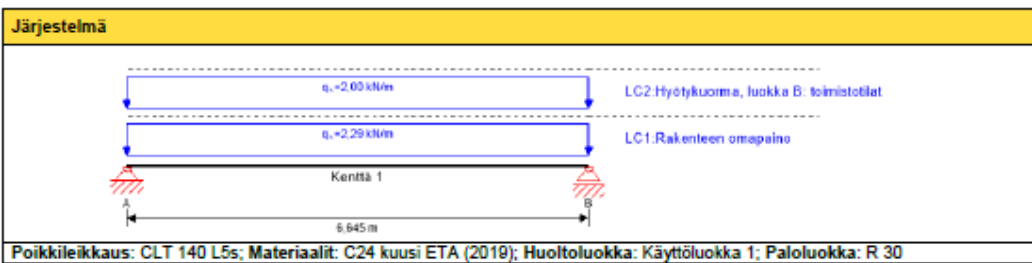 Järjestelmä
qₖ=2,00 kN/m
LC2:Hyötykuorma, luokka B: toimistotilat
qₖ=2,29 kN/m
LC1:Rakenteen omapaino
Kenttä 1
A
B
6,645 m
Poikkileikkaus: CLT 140 L5s; Materiaalit: C24 kuusi ETA (2019); Huoltoluokka: Käyttöluokka 1; Paloluokka: R 30